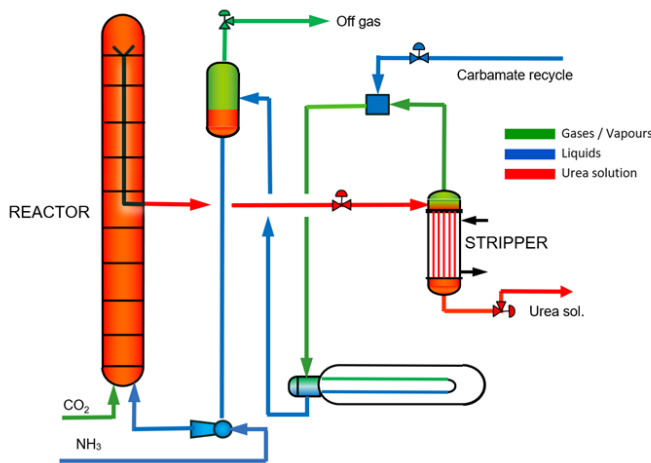 Off gas
Carbamate recycle
Gases / Vapours
Liquids
Urea solution
REACTOR
STRIPPER
Urea sol.
CO₂
NH₃